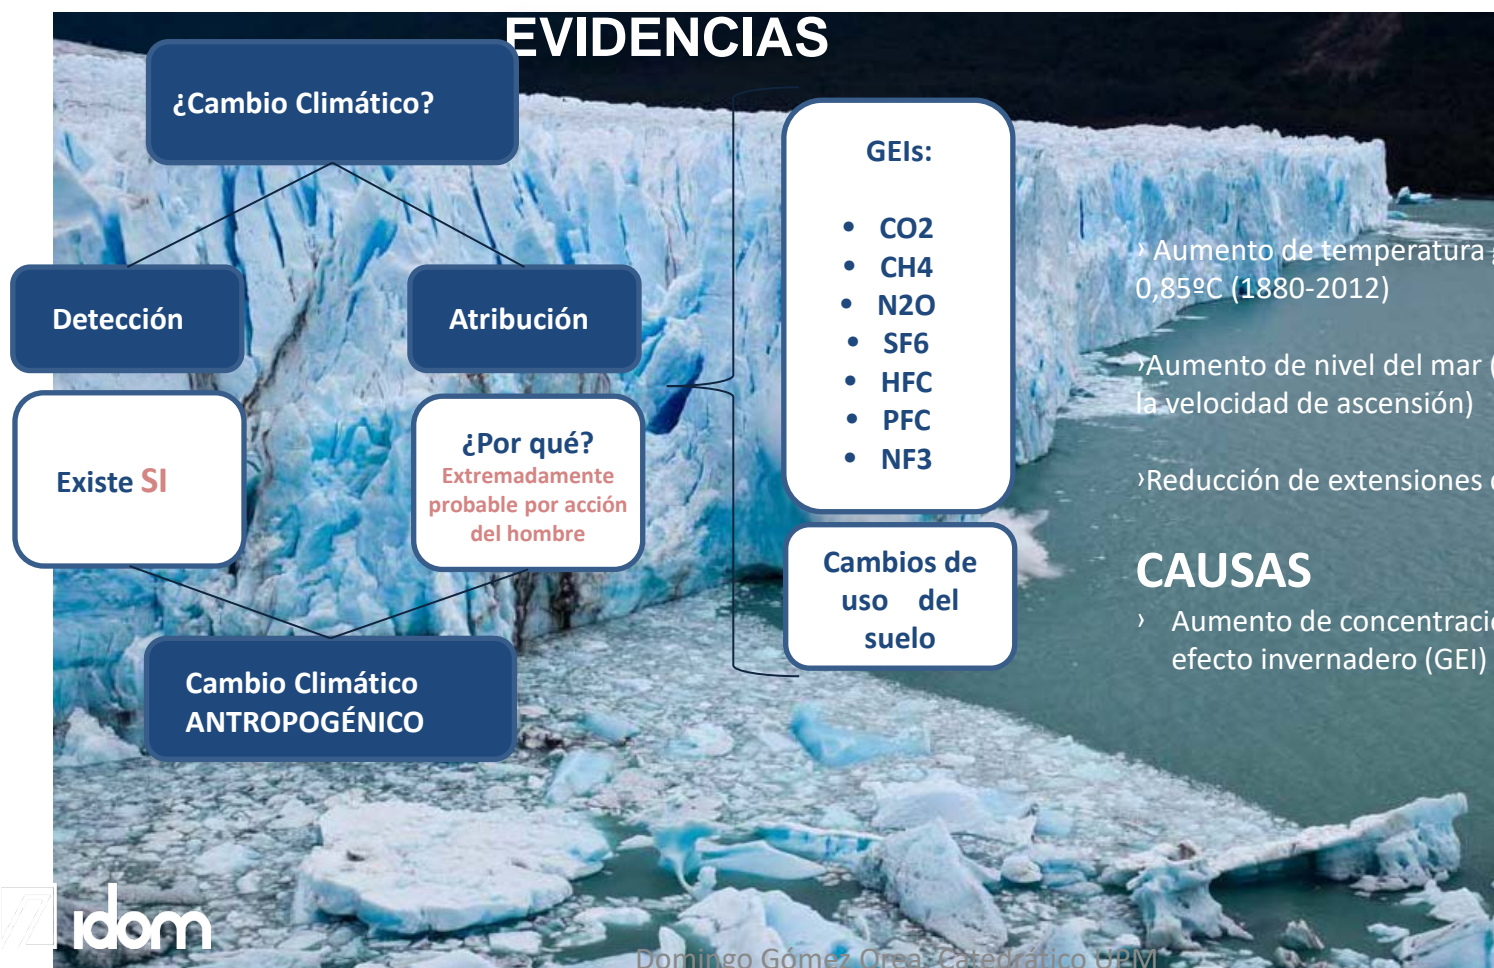 EVIDENCIAS
¿Cambio Climático?
Detección
Atribución
Existe SI
¿Por qué?
Extremadamente
probable por acción
del hombre
Cambio Climático
ANTROPOGÉNICO
GEIs:
• CO2
• CH4
• N2O
• SF6
• HFC
• PFC
• NF3
Cambios de
uso del
suelo
› Aumento de temperatura
0,85ºC (1880-2012)
›Aumento de nivel del mar (
la velocidad de ascensión)
›Reducción de extensiones
CAUSAS
› Aumento de
efecto invernadero (GEI)
idom
Domingo Gómez Orea. Catedrático UPM